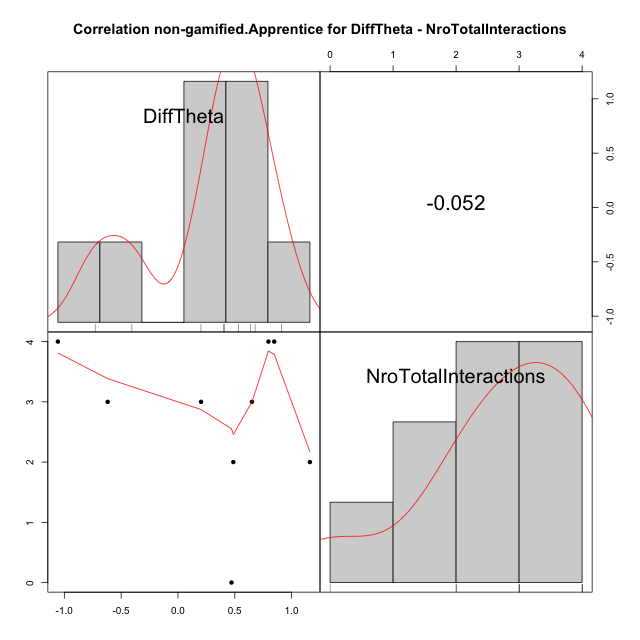 Correlation non-gamified.Apprentice for DiffTheta - NroTotalInteractions
0 1 2 3 4
DiffTheta
-0.052
1.0
0.5
0.0
-0.5
-1.0
4
3
2
1
0
NroTotalInteractions
-1.0 -0.5 0.0 0.5 1.0